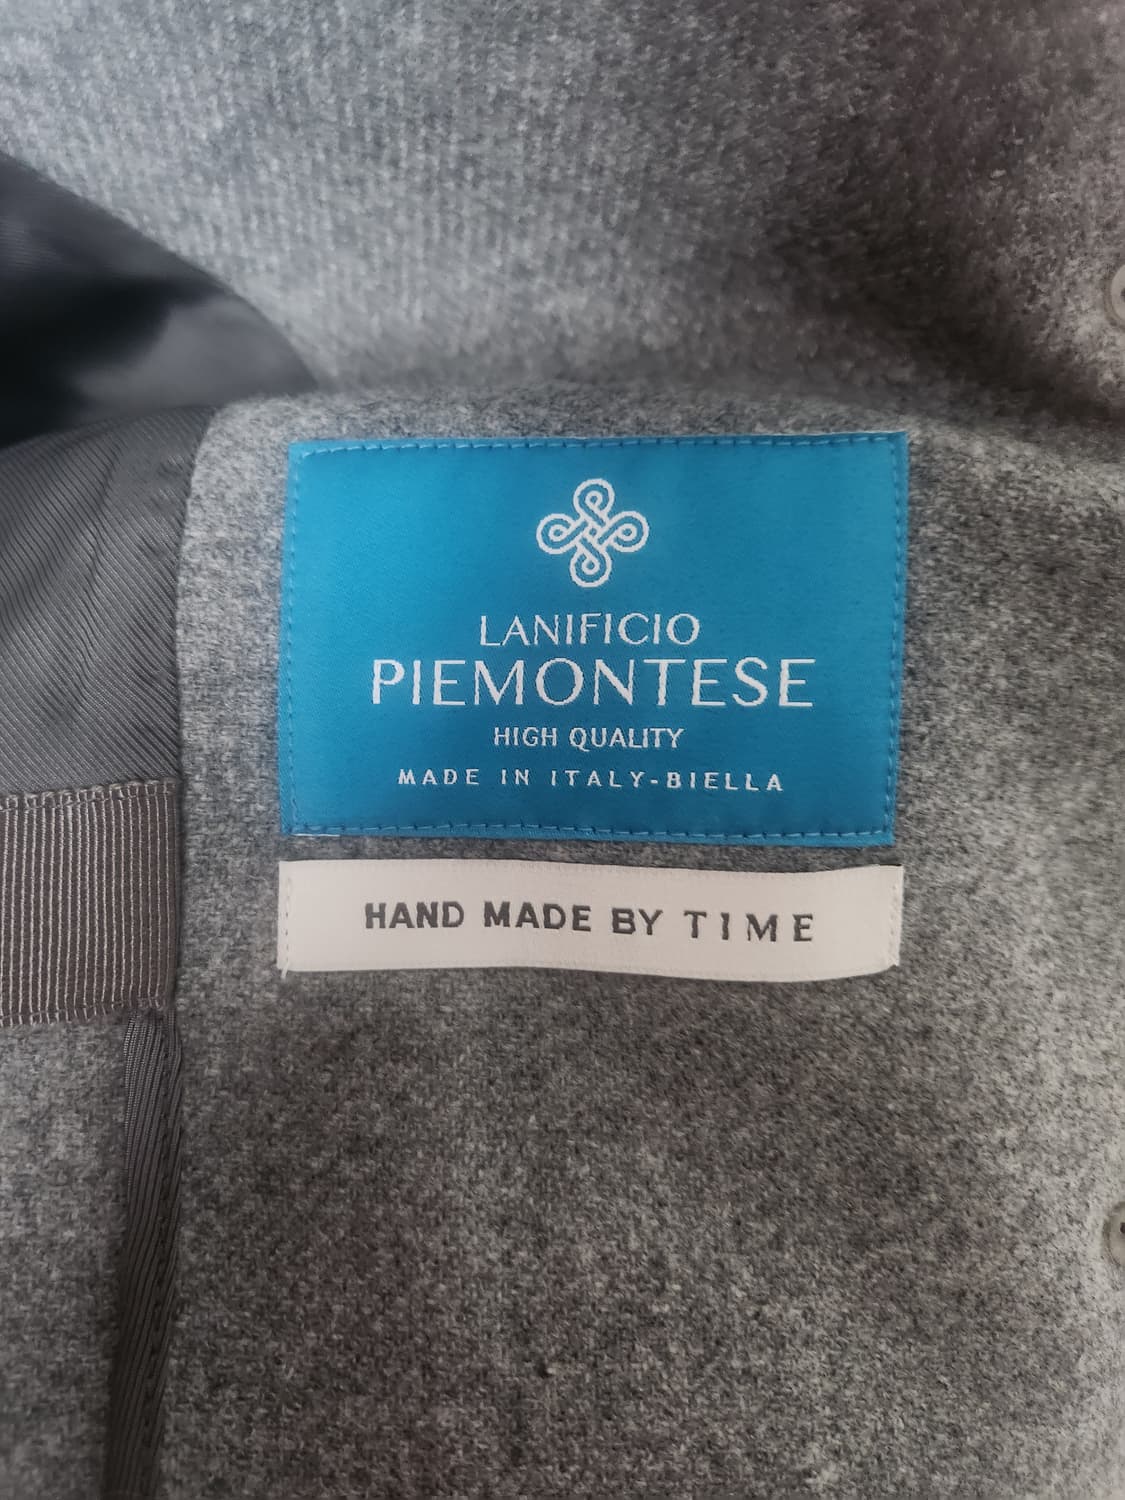 LANIFICIO
PIEMONTESE
HIGH QUALITY
MADE IN ITALY-BIELLA
HAND MADE BY TIME